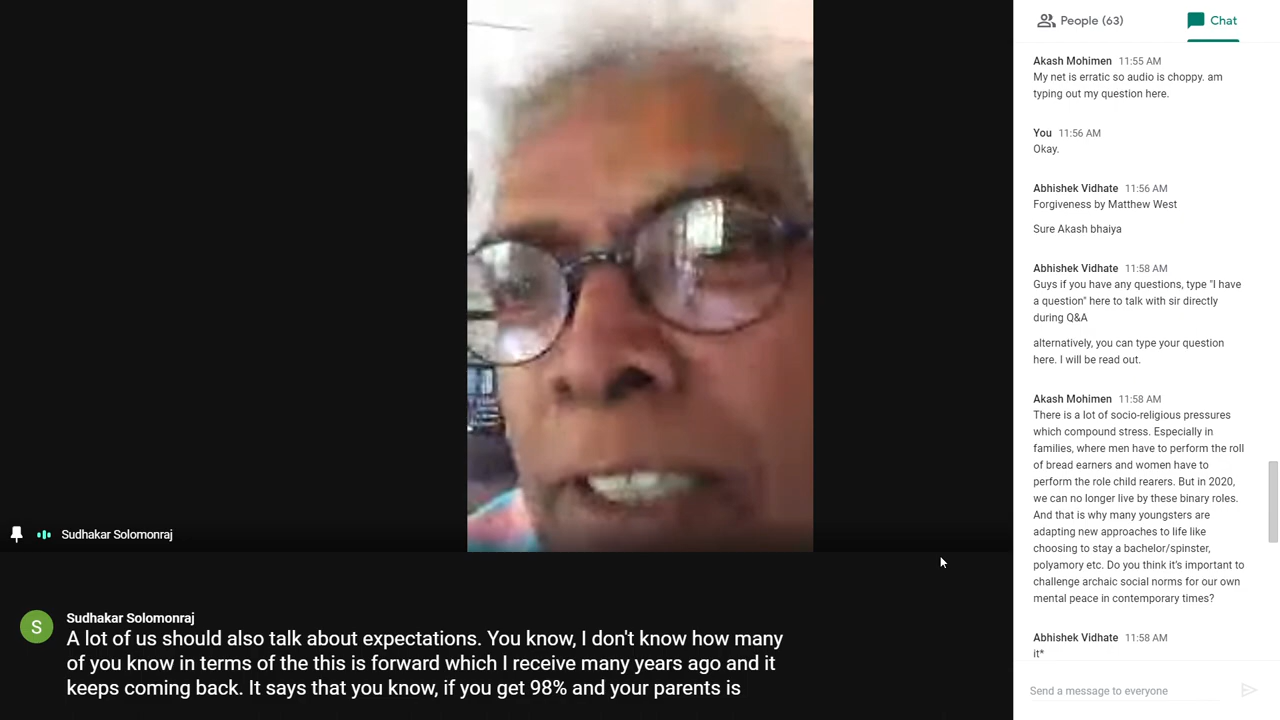 People (63)
Chat
Akash Mohimen 11:55 AM
My net is erratic so audio is choppy. am
typing out my question here.
You 11:56 AM
Okay.
Abhishek Vidhate 11:56 AM
Forgiveness by Matthew West
Sure Akash bhaiya
Abhishek Vidhate 11:58 AM
Guys if you have any questions, type "I have
a question" here to talk with sir directly
during Q&A
alternatively, you can type your question
here. I will be read out.
Akash Mohimen 11:58 AM
There is a lot of socio-religious pressures
which compound stress. Especially in
families, where men have to perform the roll
of bread earners and women have to
perform the role child rearers. But in 2020,
we can no longer live by these binary roles.
And that is why many youngsters are
adapting new approaches to life like
choosing to stay a bachelor/spinster,
polyamory etc. Do you think it's important to
challenge archaic social norms for our own
mental peace in contemporary times?
Abhishek Vidhate 11:58 AM
it*
Send a message to everyone
Sudhakar Solomonraj
S
Sudhakar Solomonraj
A lot of us should also talk about expectations. You know, I don't know how many
of you know in terms of the this is forward which I receive many years ago and it
keeps coming back. It says that you know, if you get 98% and your parents is